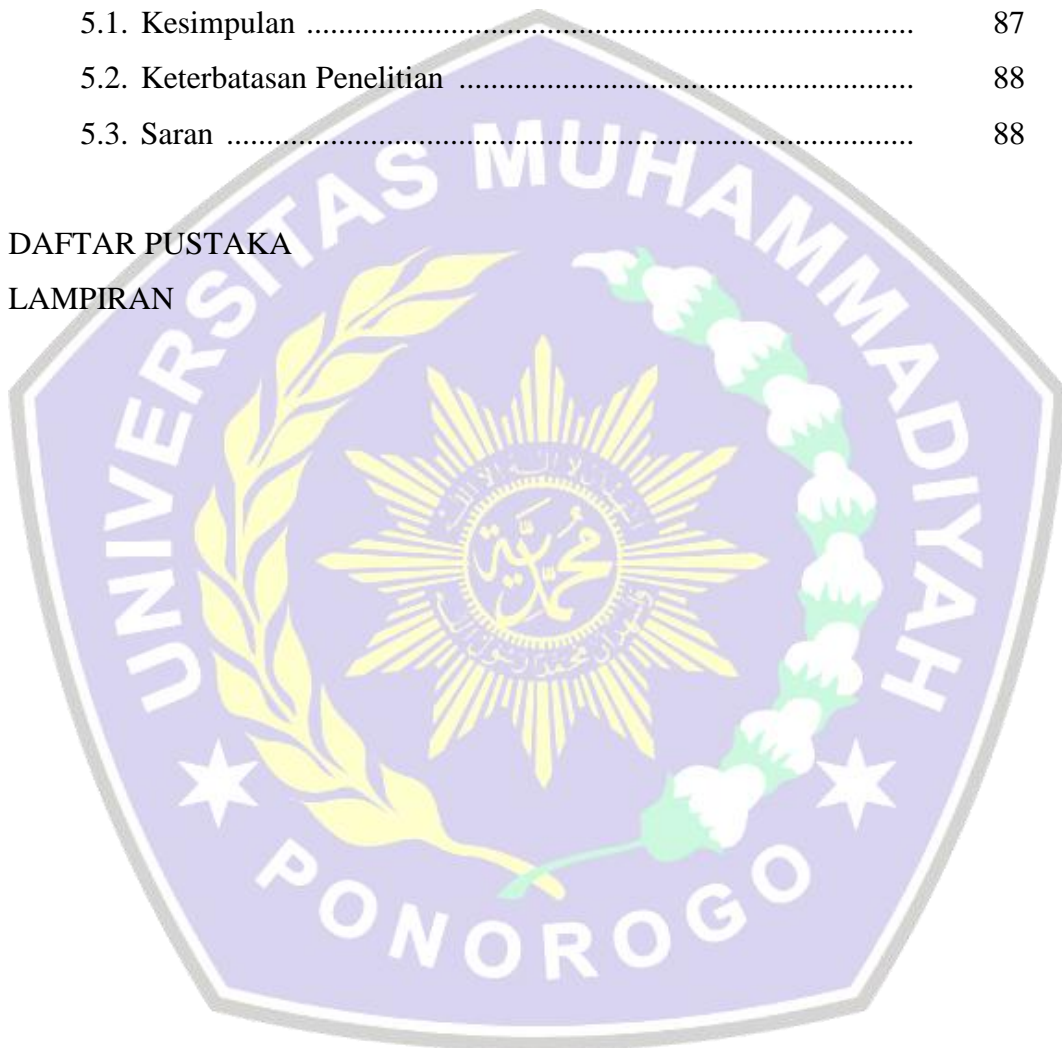 5.1. Kesimpulan ............................................................................. 87
5.2. Keterbatasan Penelitian .......................................................... 88
5.3. Saran ....................................................................................... 88
DAFTAR PUSTAKA
LAMPIRAN
UNIVERSITAS MUHAMMADIYAH
PONOROGO